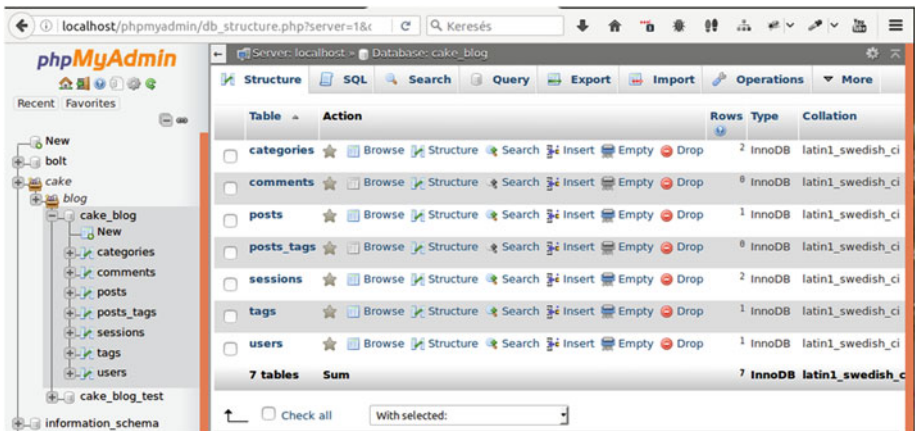 localhost/phpmyadmin/db_structure.php?server=1&c
Keresés
phpMyAdmin
Recent Favorites
New
bolt
cake
blog
cake_blog
New
categories
comments
posts
posts_tags
sessions
tags
users
cake_blog_test
information_schema
Server: localhost » Database: cake_blog
Structure SQL Search Query Export Import Operations More
Table Action Rows Type Collation
categories Browse Structure Search Insert Empty Drop 2 InnoDB latin1_swedish_ci
comments Browse Structure Search Insert Empty Drop 0 InnoDB latin1_swedish_ci
posts Browse Structure Search Insert Empty Drop 1 InnoDB latin1_swedish_ci
posts_tags Browse Structure Search Insert Empty Drop 0 InnoDB latin1_swedish_ci
sessions Browse Structure Search Insert Empty Drop 2 InnoDB latin1_swedish_ci
tags Browse Structure Search Insert Empty Drop 1 InnoDB latin1_swedish_ci
users Browse Structure Search Insert Empty Drop 1 InnoDB latin1_swedish_ci
7 tables Sum 7 InnoDB latin1_swedish_c
Check all With selected: